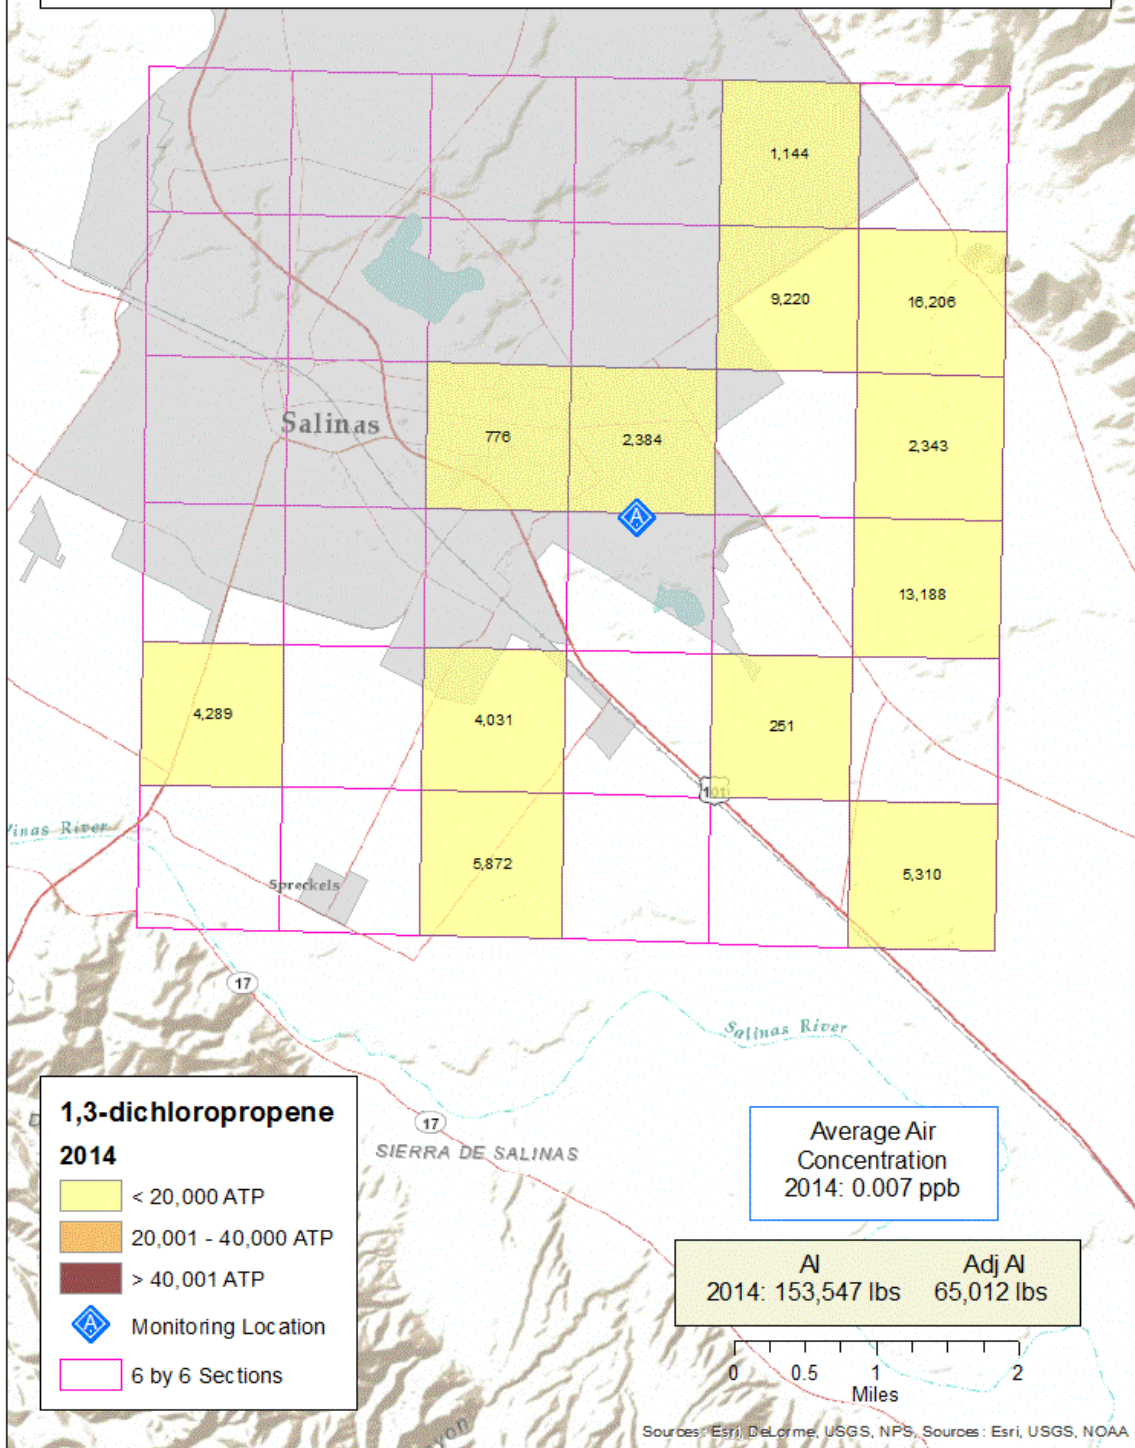 1,144
9,220
16,206
Salinas
776
2,384
2,343
A
13,188
4,289
4,031
251
101
River
5,872
5,310
Spreckels
17
Salinas River
17
SIERRA DE SALINAS
1,3-dichloropropene
2014
< 20,000 ATP
20,001 - 40,000 ATP
> 40,001 ATP
A Monitoring Location
6 by 6 Sections
Average Air
Concentration
2014: 0.007 ppb
AI Adj AI
2014: 153,547 lbs 65,012 lbs
0 0.5 1 2
Miles
Sources: Esri, DeLorme, USGS, NPS, Sources: Esri, USGS, NOAA